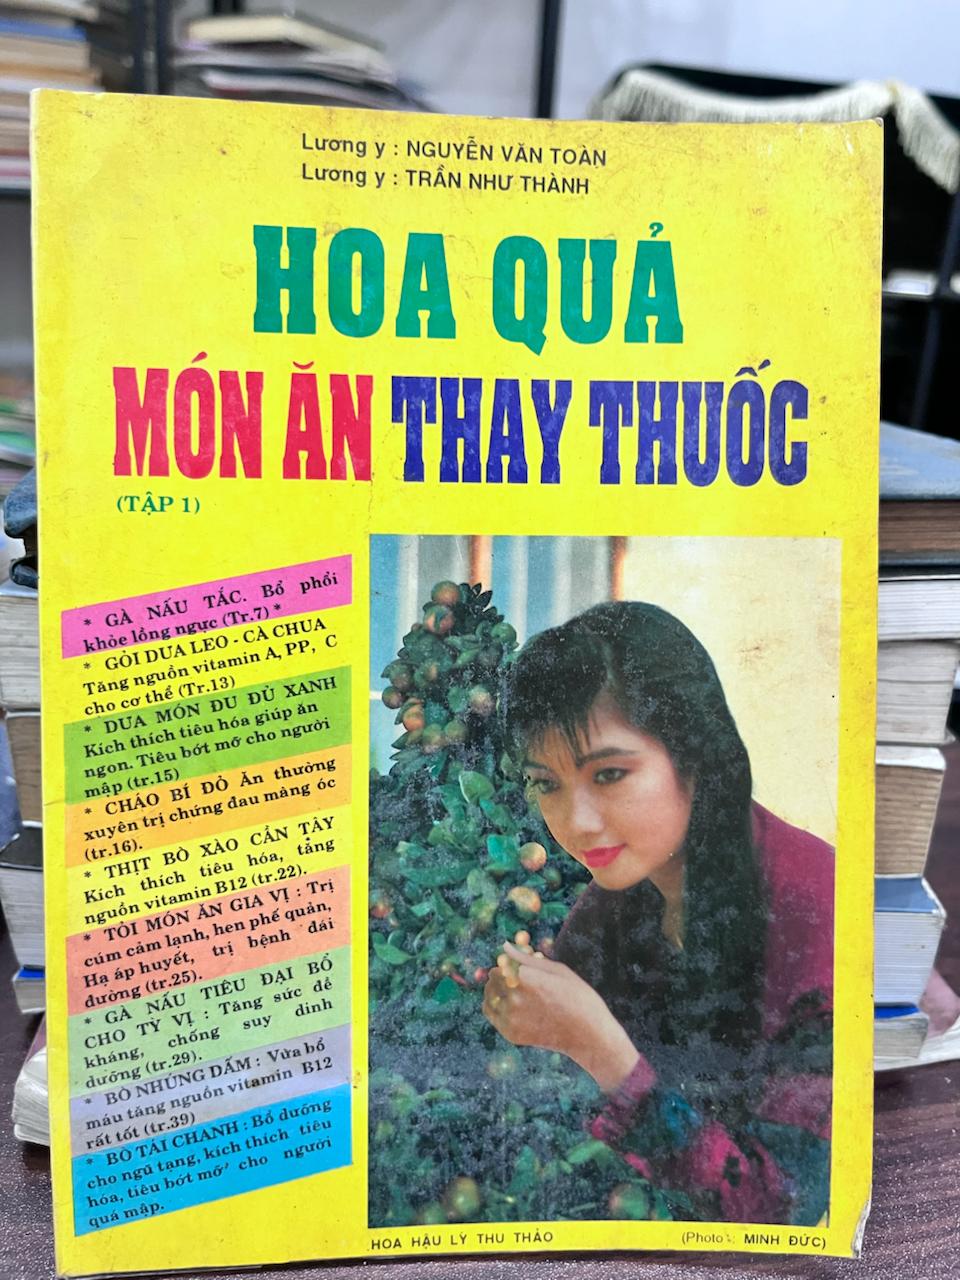 Lương y : NGUYỄN VĂN TOÀN
Lương y : TRẦN NHƯ THÀNH
HOA QUẢ
MÓN ĂN THAY THUỐC
(TẬP 1)
* GÀ NẤU TẮC. Bổ phổi
khỏe lồng ngực (Tr.7) *
* GỎI DƯA LEO - CÀ CHUA
Tăng nguồn vitamin A, PP, C
cho cơ thể (Tr.13)
* DƯA MÓN ĐU ĐỦ XANH
Kích thích tiêu hóa giúp ăn
ngon. Tiêu bớt mỡ cho người
mập (tr.15)
* CHÁO BÍ ĐỎ Ăn thường
xuyên trị chứng đau màng óc
(tr.16).
* THỊT BÒ XÀO CẦN TÂY
Kích thích tiêu hóa, tăng
nguồn vitamin B12 (tr.22).
* TỎI MÓN ĂN GIA VỊ : Trị
cúm cảm lạnh, hen phế quản,
Hạ áp huyết, trị bệnh đái
đường (tr.25).
* GÀ NẤU TIÊU ĐẠI BỔ
CHO TỲ VỊ : Tăng sức đề
kháng, chống suy dinh
dưỡng (tr.29).
* BÒ NHÚNG DẤM : Vừa bổ
máu tăng nguồn vitamin B12
rất tốt (tr.39)
* BÒ TÁI CHANH : Bổ dưỡng
cho ngũ tạng, kích thích tiêu
hóa, tiêu bớt mỡ cho người
quá mập.
HOA HẬU LÝ THU THẢO
(Photo : MINH ĐỨC)